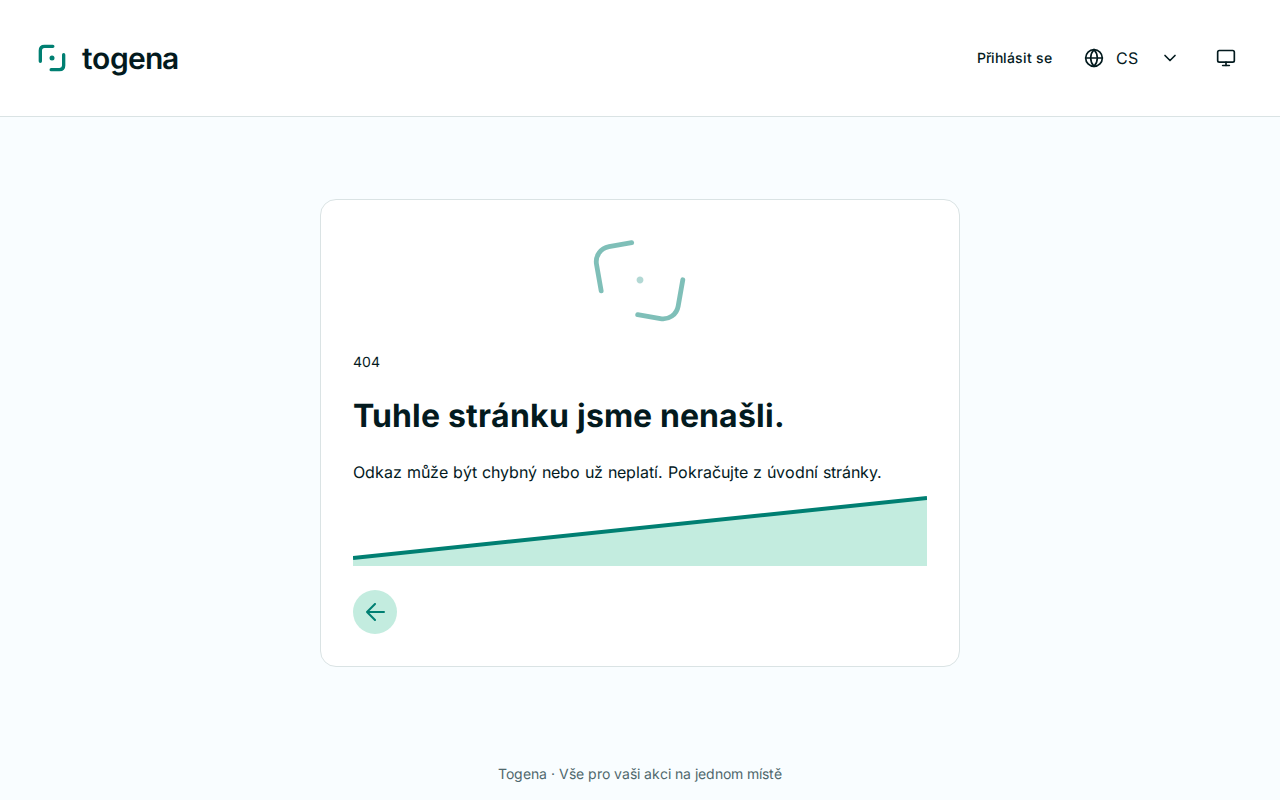 togena
Přihlásit se
CS
404
Tuhle stránku jsme nenašli.
Odkaz může být chybný nebo už neplatí. Pokračujte z úvodní stránky.
Togena · Vše pro vaši akci na jednom místě